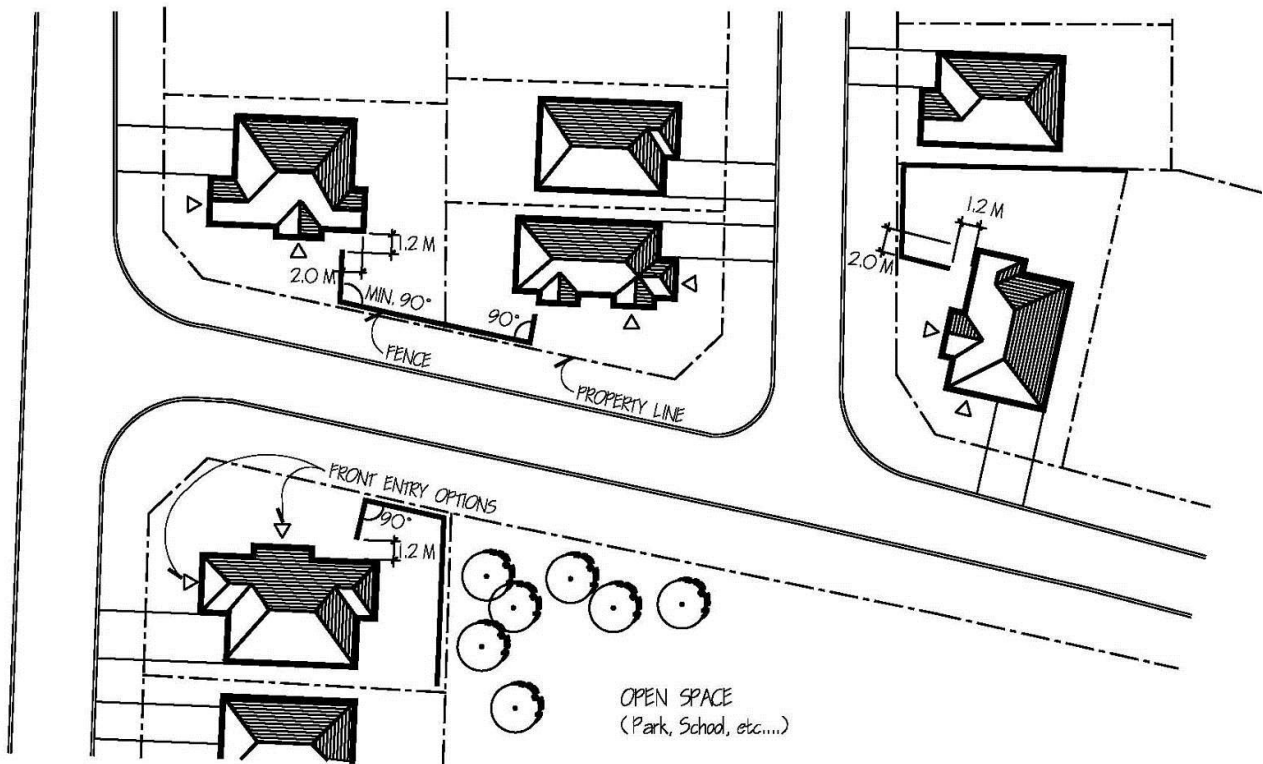 1.2 M
2.0 M
MIN. 90°
90°
FENCE
PROPERTY LINE
1.2 M
2.0 M
FRONT ENTRY OPTIONS
90°
1.2 M
OPEN SPACE
(Park, School, etc....)